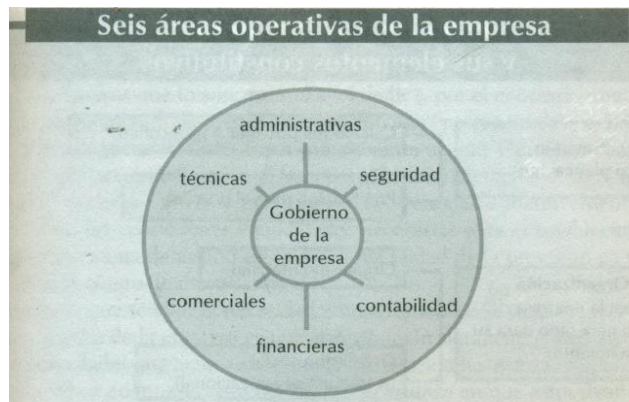 Seis áreas operativas de la empresa
administrativas
técnicas
seguridad
Gobierno
de la
empresa
comerciales
contabilidad
financieras